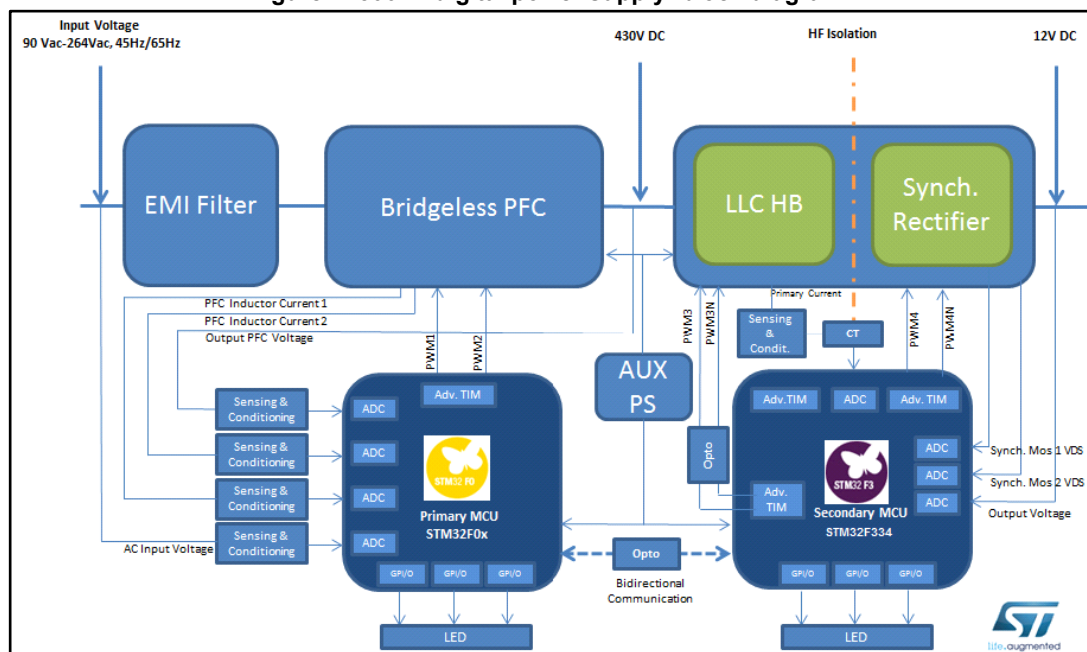 Input Voltage
90 Vac-264Vac, 45Hz/65Hz
430V DC
HF Isolation
12V DC
EMI Filter
Bridgeless PFC
LLC HB
Synch.
Rectifier
PFC Inductor Current 1
PFC Inductor Current 2
Output PFC Voltage
PWM1
PWM2
Primary Current
PWM3
PWM3N
Sensing
&
Condit.
CT
PWM4
PWM4N
AUX
PS
Adv. TIM
Adv.TIM
ADC
Adv. TIM
Sensing &
Conditioning
ADC
Sensing &
Conditioning
ADC
Sensing &
Conditioning
ADC
Sensing &
Conditioning
ADC
AC Input Voltage
STM32 F0
Primary MCU
STM32F0x
Opto
Adv.
TIM
STM32 F3
Secondary MCU
STM32F334
ADC
Synch. Mos 1 VDS
ADC
Synch. Mos 2 VDS
ADC
Output Voltage
Opto
Bidirectional
Communication
GPI/O
GPI/O
GPI/O
LED
GPI/O
GPI/O
GPI/O
LED
ST
life.augmented